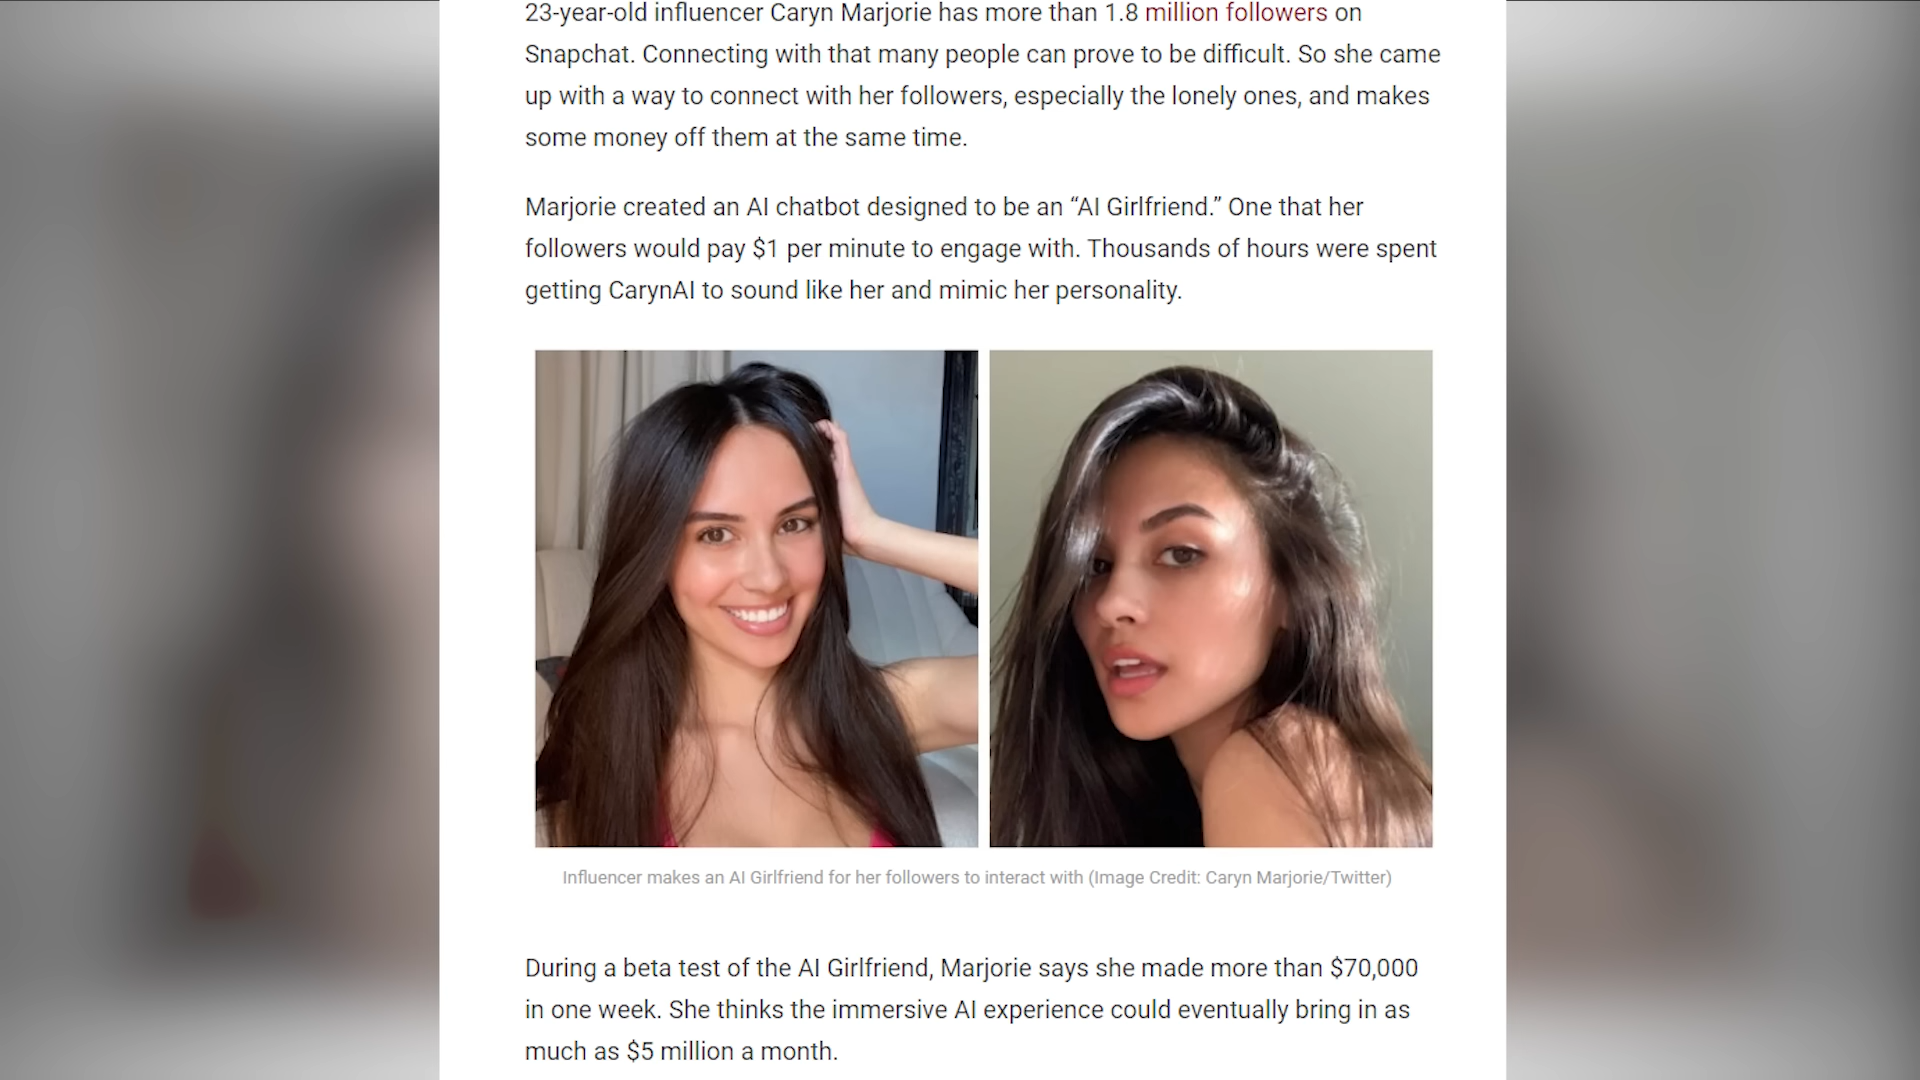 23-year-old influencer Caryn Marjorie has more than 1.8 million followers on
Snapchat. Connecting with that many people can prove to be difficult. So she came
up with a way to connect with her followers, especially the lonely ones, and makes
some money off them at the same time.
Marjorie created an AI chatbot designed to be an “AI Girlfriend.” One that her
followers would pay $1 per minute to engage with. Thousands of hours were spent
getting CarynAI to sound like her and mimic her personality.
Influencer makes an AI Girlfriend for her followers to interact with (Image Credit: Caryn Marjorie/Twitter)
During a beta test of the AI Girlfriend, Marjorie says she made more than $70,000
in one week. She thinks the immersive AI experience could eventually bring in as
much as $5 million a month.